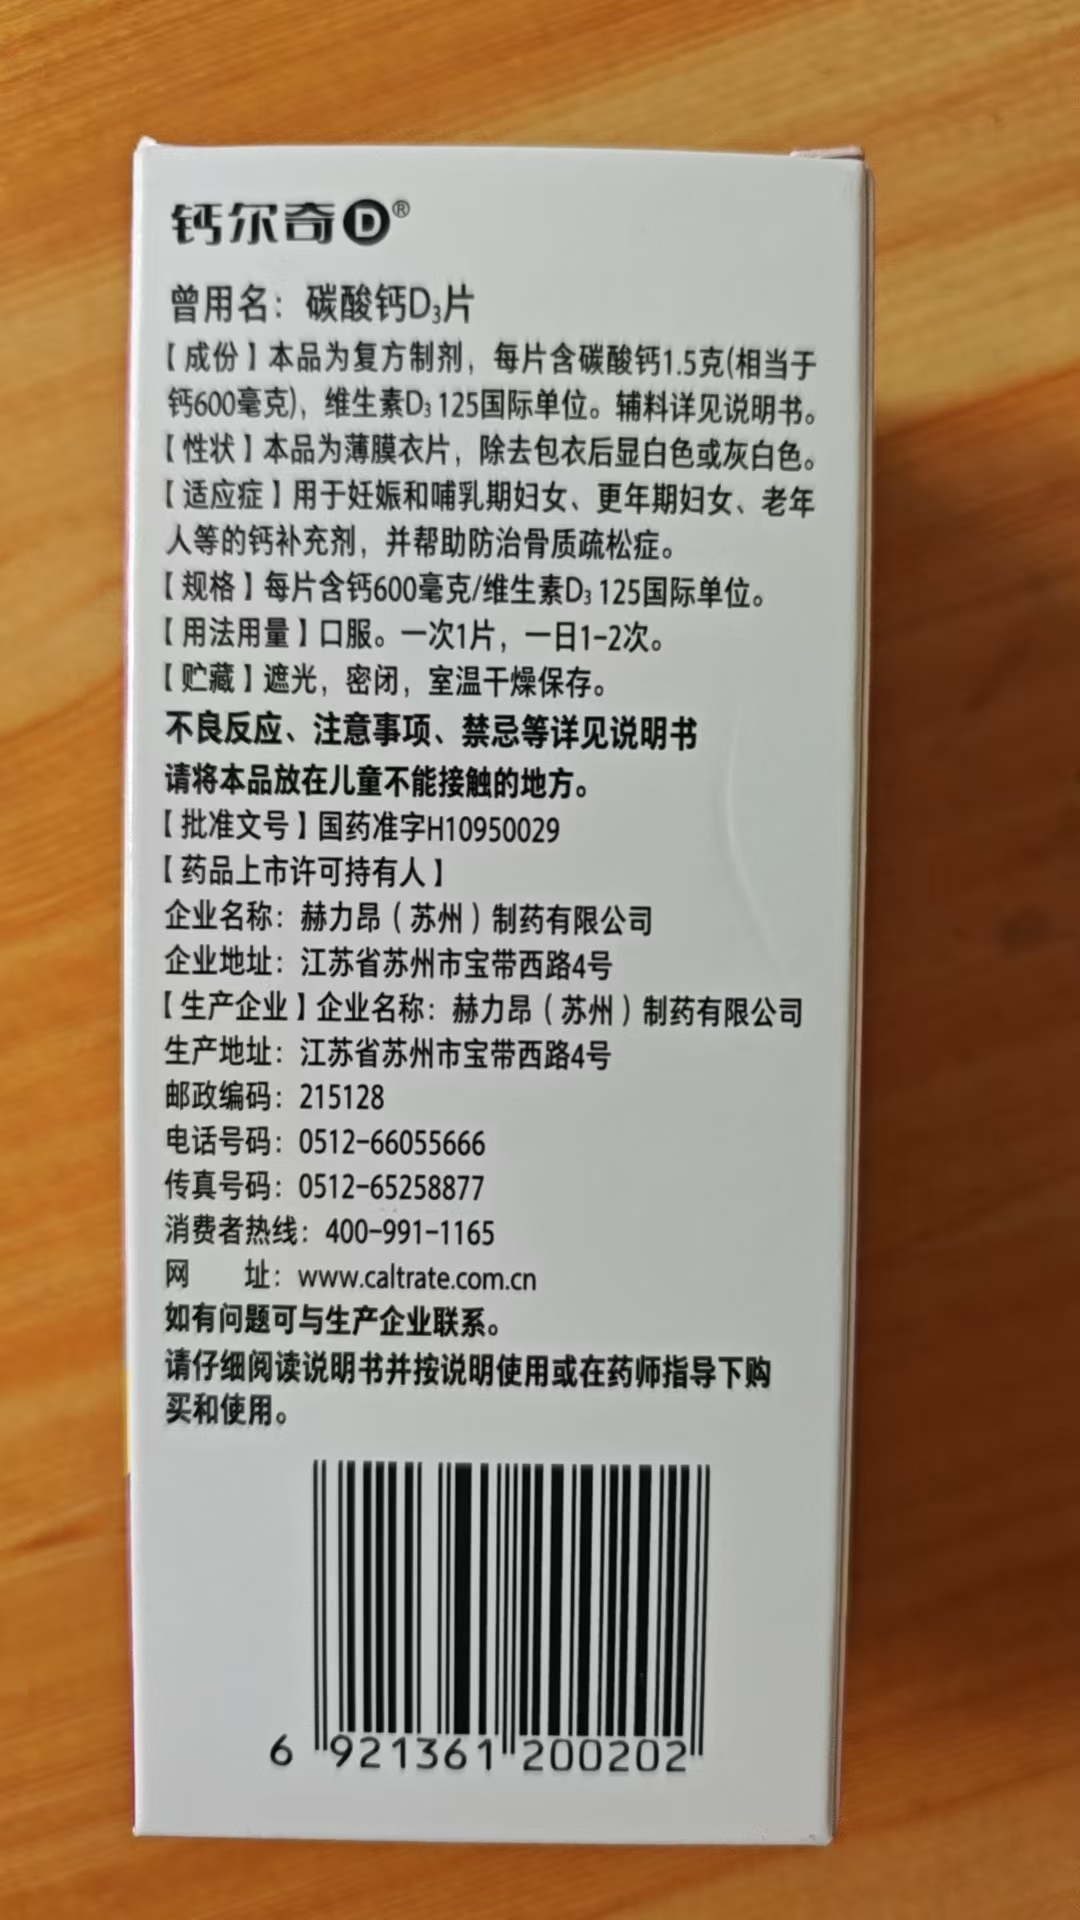 钙尔奇D®
曾用名：碳酸钙D₃片
【成份】本品为复方制剂，每片含碳酸钙1.5克(相当于
钙600毫克)，维生素D₃ 125国际单位。辅料详见说明书。
【性状】本品为薄膜衣片，除去包衣后显白色或灰白色。
【适应症】用于妊娠和哺乳期妇女、更年期妇女、老年
人等的钙补充剂，并帮助防治骨质疏松症。
【规格】每片含钙600毫克/维生素D₃ 125国际单位。
【用法用量】口服。一次1片，一日1-2次。
【贮藏】遮光，密闭，室温干燥保存。
不良反应、注意事项、禁忌等详见说明书
请将本品放在儿童不能接触的地方。
【批准文号】国药准字H10950029
【药品上市许可持有人】
企业名称：赫力昂（苏州）制药有限公司
企业地址：江苏省苏州市宝带西路4号
【生产企业】企业名称：赫力昂（苏州）制药有限公司
生产地址：江苏省苏州市宝带西路4号
邮政编码：215128
电话号码：0512-66055666
传真号码：0512-65258877
消费者热线：400-991-1165
网　　址：www.caltrate.com.cn
如有问题可与生产企业联系。
请仔细阅读说明书并按说明使用或在药师指导下购
买和使用。
6 921361 200202